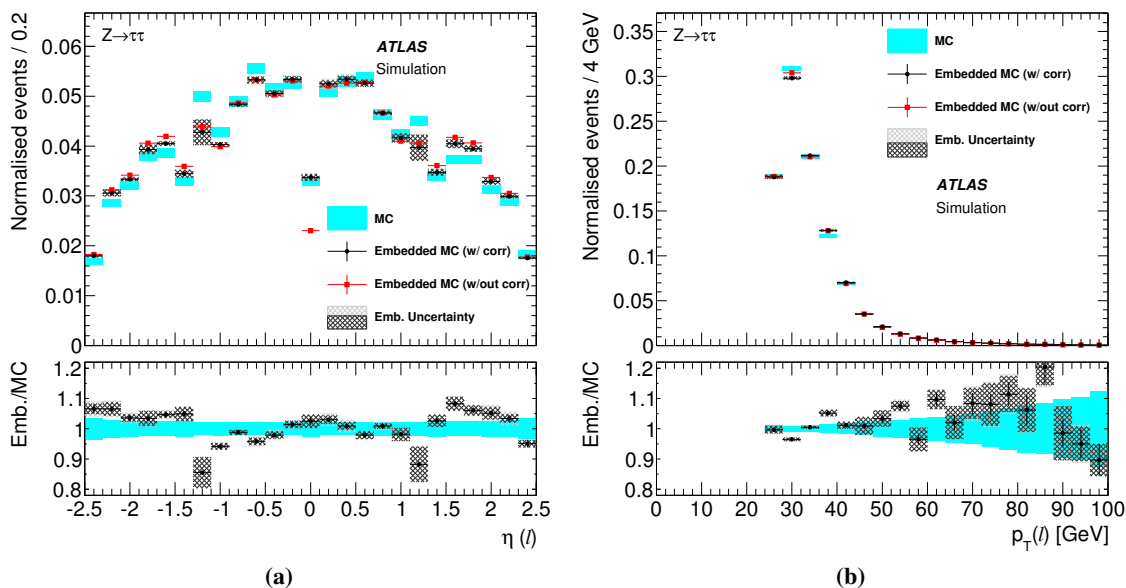 Normalised events / 0.2
0.06
0.05
0.04
0.03
0.02
0.01
0
Z→ττ
ATLAS
Simulation
MC
Embedded MC (w/ corr)
Embedded MC (w/out corr)
Emb. Uncertainty
Emb./MC
1.2
1.1
1
0.9
0.8
-2.5 -2 -1.5 -1 -0.5 0 0.5 1 1.5 2 2.5
η (l)
(a)
Normalised events / 4 GeV
0.35
0.3
0.25
0.2
0.15
0.1
0.05
0
Z→ττ
MC
Embedded MC (w/ corr)
Embedded MC (w/out corr)
Emb. Uncertainty
ATLAS
Simulation
Emb./MC
1.2
1.1
1
0.9
0.8
0 10 20 30 40 50 60 70 80 90 100
p_T(l) [GeV]
(b)